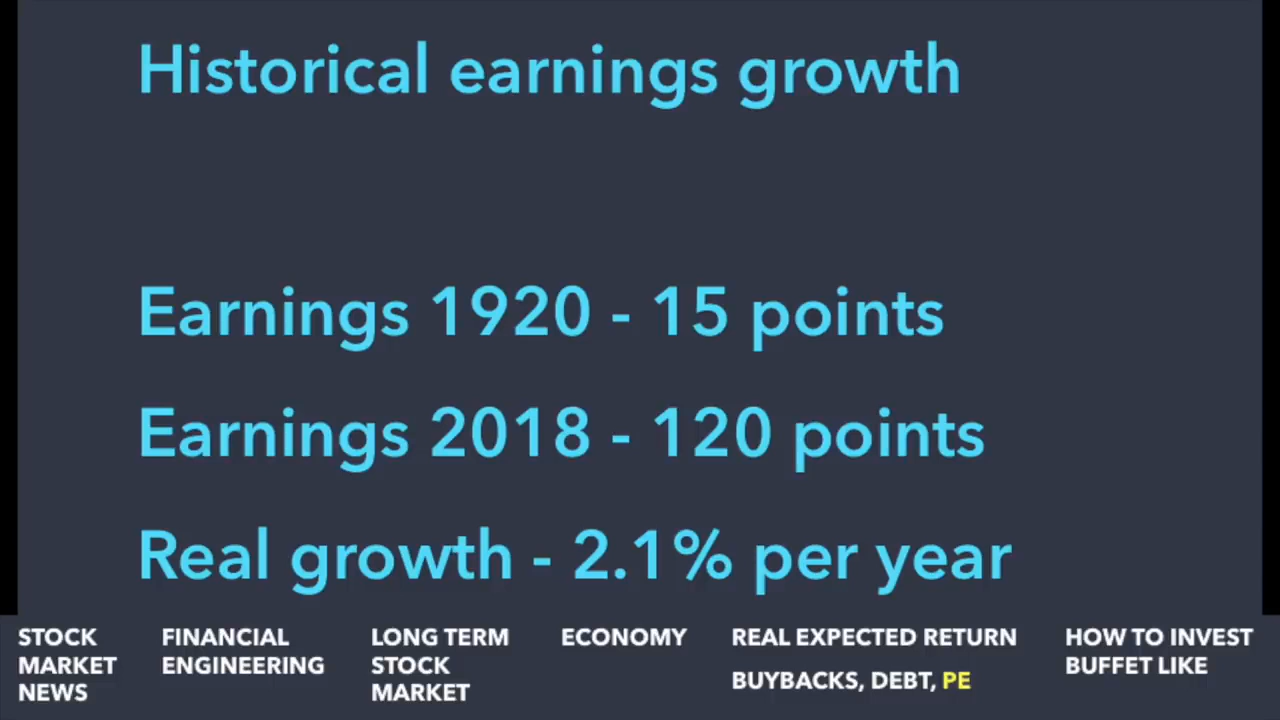 Historical earnings growth
Earnings 1920 - 15 points
Earnings 2018 - 120 points
Real growth - 2.1% per year
STOCK
MARKET
NEWS
FINANCIAL
ENGINEERING
LONG TERM
STOCK
MARKET
ECONOMY
REAL EXPECTED RETURN
BUYBACKS, DEBT, PE
HOW TO INVEST
BUFFET LIKE